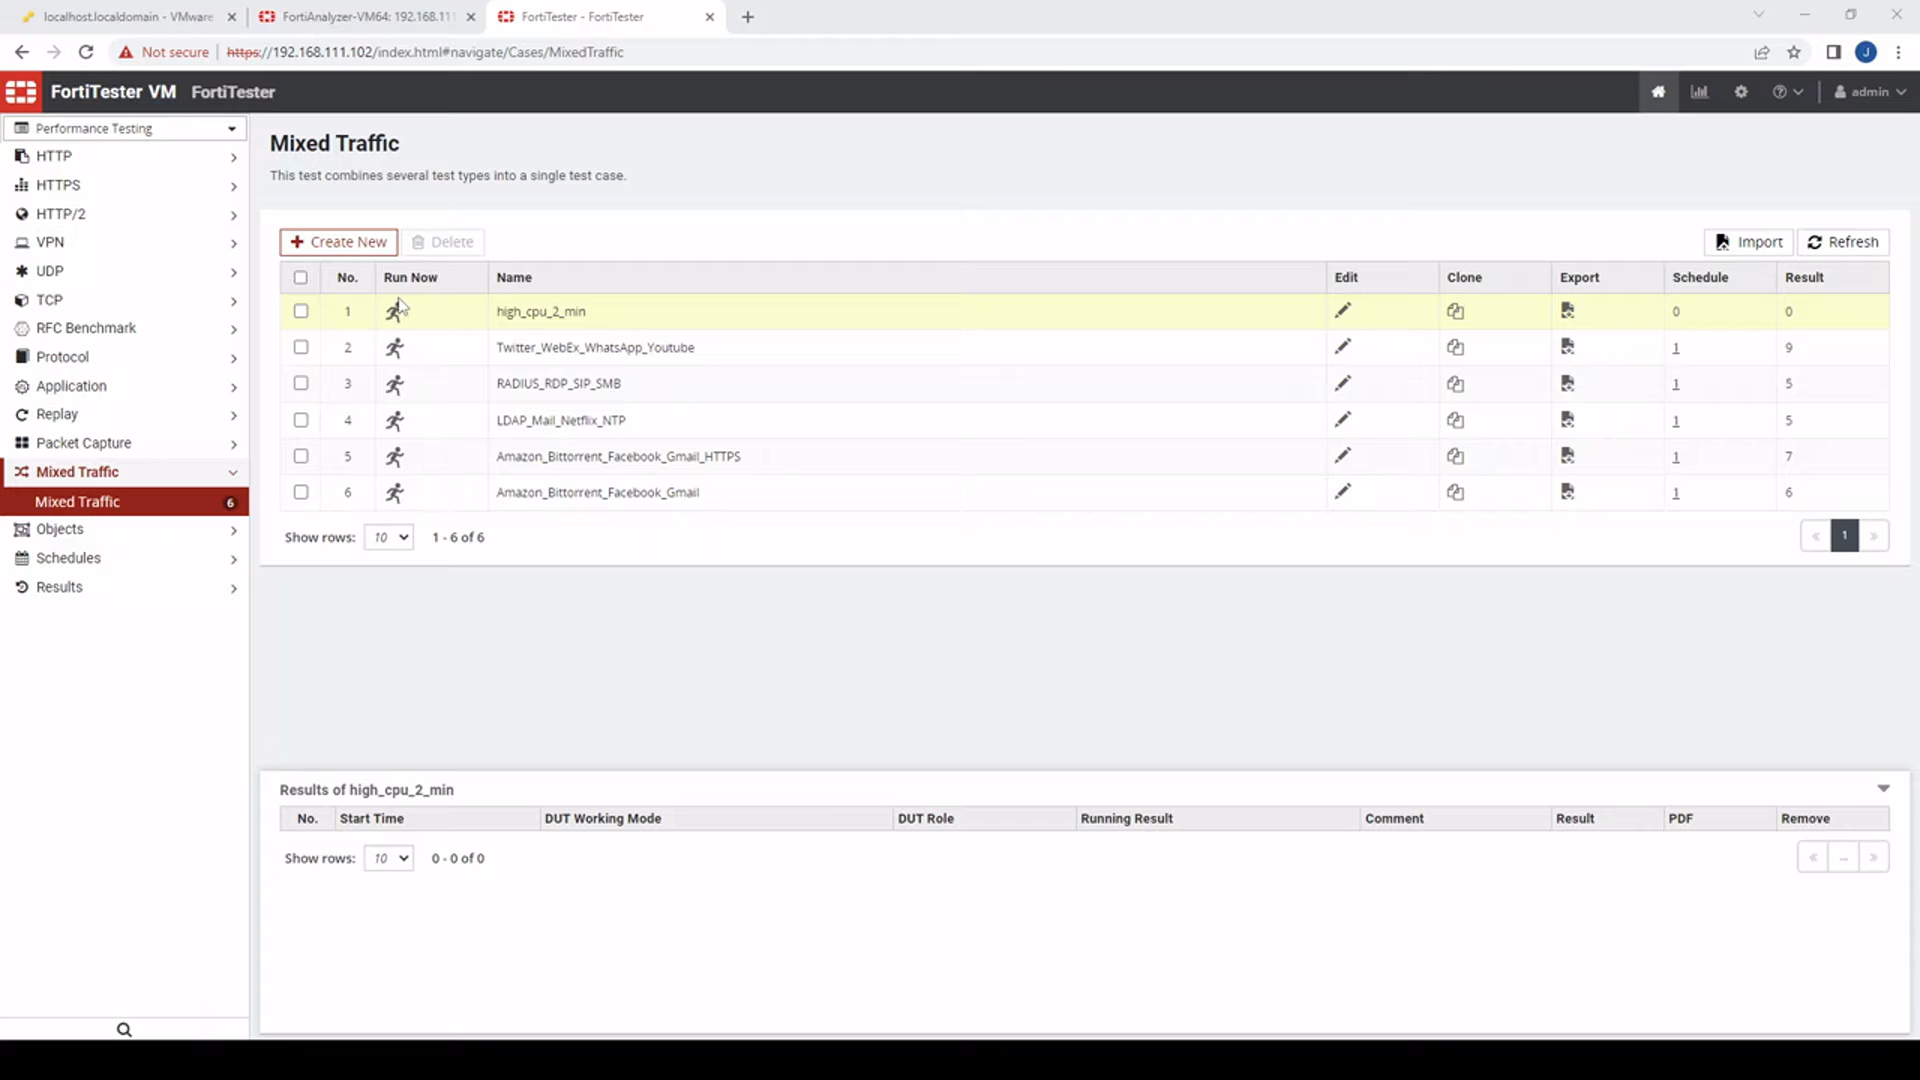 localhost.localdomain - VMware
FortiAnalyzer-VM64: 192.168.111
FortiTester - FortiTester
Not secure
https://192.168.111.102/index.html#navigate/Cases/MixedTraffic
J
FortiTester VM FortiTester
admin
Performance Testing
HTTP
HTTPS
HTTP/2
VPN
UDP
TCP
RFC Benchmark
Protocol
Application
Replay
Packet Capture
Mixed Traffic
Mixed Traffic 6
Objects
Schedules
Results
Mixed Traffic
This test combines several test types into a single test case.
Create New Delete Import Refresh
No. Run Now Name Edit Clone Export Schedule Result
1 high_cpu_2_min 0 0
2 Twitter_WebEx_WhatsApp_Youtube 1 9
3 RADIUS_RDP_SIP_SMB 1 5
4 LDAP_Mail_Netflix_NTP 1 5
5 Amazon_Bittorrent_Facebook_Gmail_HTTPS 1 7
6 Amazon_Bittorrent_Facebook_Gmail 1 6
Show rows: 10 1 - 6 of 6 « 1 »
Results of high_cpu_2_min
No. Start Time DUT Working Mode DUT Role Running Result Comment Result PDF Remove
Show rows: 10 0 - 0 of 0 « ... »